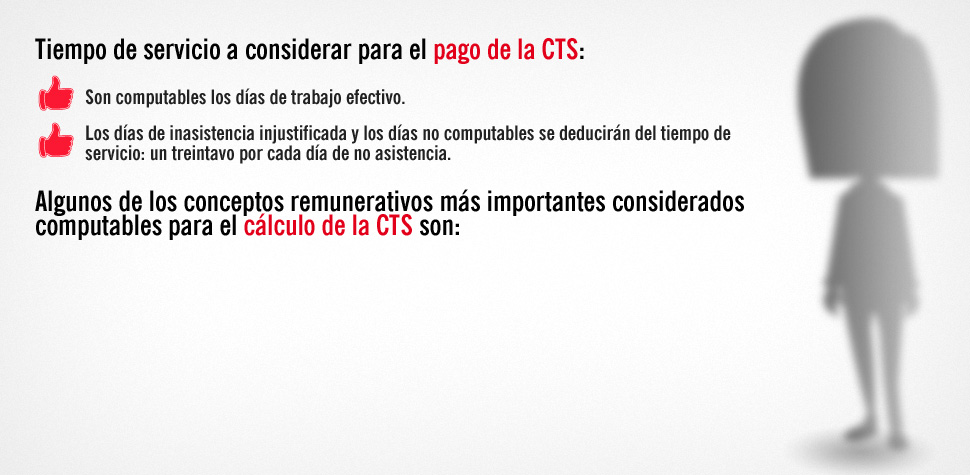 Tiempo de servicio a considerar para el pago de la CTS:
Son computables los días de trabajo efectivo.
Los días de inasistencia injustificada y los días no computables se deducirán del tiempo de
servicio: un treintavo por cada día de no asistencia.
Algunos de los conceptos remunerativos más importantes considerados
computables para el cálculo de la CTS son: